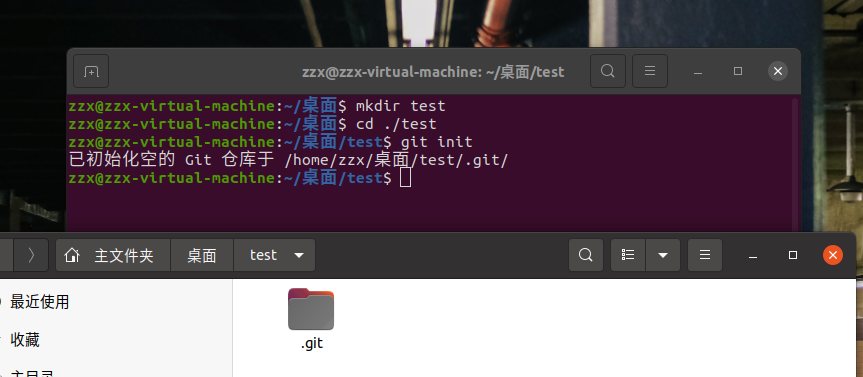 zzx@zzx-virtual-machine: ~/桌面/test
zzx@zzx-virtual-machine:~/桌面$ mkdir test
zzx@zzx-virtual-machine:~/桌面$ cd ./test
zzx@zzx-virtual-machine:~/桌面/test$ git init
已初始化空的 Git 仓库于 /home/zzx/桌面/test/.git/
zzx@zzx-virtual-machine:~/桌面/test$
主文件夹 桌面 test
最近使用
.git
收藏
主目录